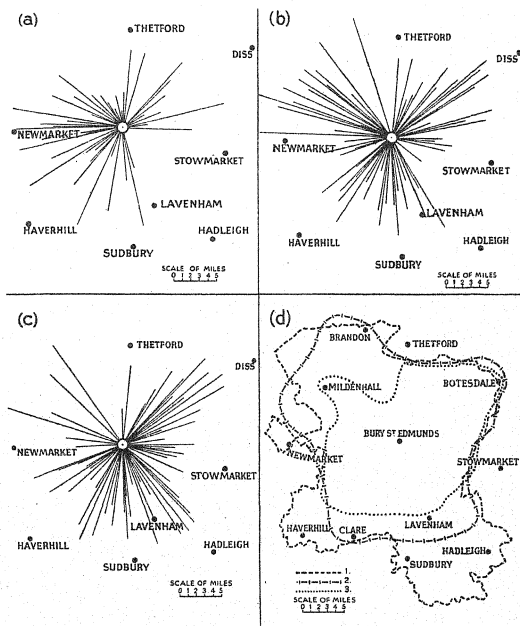 (a)
THETFORD
DISS
NEWMARKET
STOWMARKET
LAVENHAM
HAVERHILL
HADLEIGH
SUDBURY
SCALE OF MILES
0 1 2 3 4 5
(b)
THETFORD
DISS
NEWMARKET
STOWMARKET
LAVENHAM
HAVERHILL
HADLEIGH
SUDBURY
SCALE OF MILES
0 1 2 3 4 5
(c)
THETFORD
DISS
NEWMARKET
STOWMARKET
LAVENHAM
HAVERHILL
HADLEIGH
SUDBURY
SCALE OF MILES
0 1 2 3 4 5
(d)
BRANDON
THETFORD
MILDENHALL
BOTESDALE
BURY ST EDMUNDS
NEWMARKET
STOWMARKET
LAVENHAM
HAVERHILL
CLARE
HADLEIGH
SUDBURY
1.
2.
3.
SCALE OF MILES
0 1 2 3 4 5